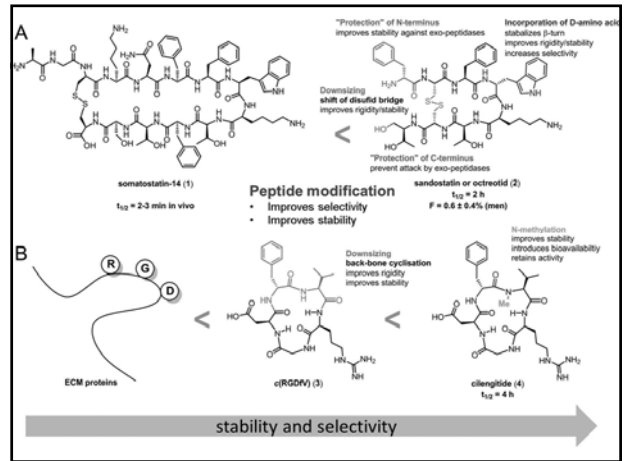 A
"Protection" of N-terminus
improves stability against exo-peptidases
Incorporation of D-amino acid
stabalizes β-turn
improves rigidity/stability
increases selectivity
Downsizing
shift of disulfid bridge
improves rigidity/stability
<
"Protection" of C-terminus
prevent attack by exo-peptidases
somatostatin-14 (1)
t1/2 = 2-3 min in vivo
sandostatin or octreotid (2)
t1/2 = 2 h
F = 0.6 ± 0.4% (men)
Peptide modification
• Improves selectivity
• Improves stability
B
R G D
ECM proteins
<
Downsizing
back-bone cyclisation
improves rigidity
improves stability
c(RGDfV) (3)
<
N-methylation
improves stability
introduces bioavailabiltiy
retains activity
Me
cilengitide (4)
t1/2 = 4 h
stability and selectivity